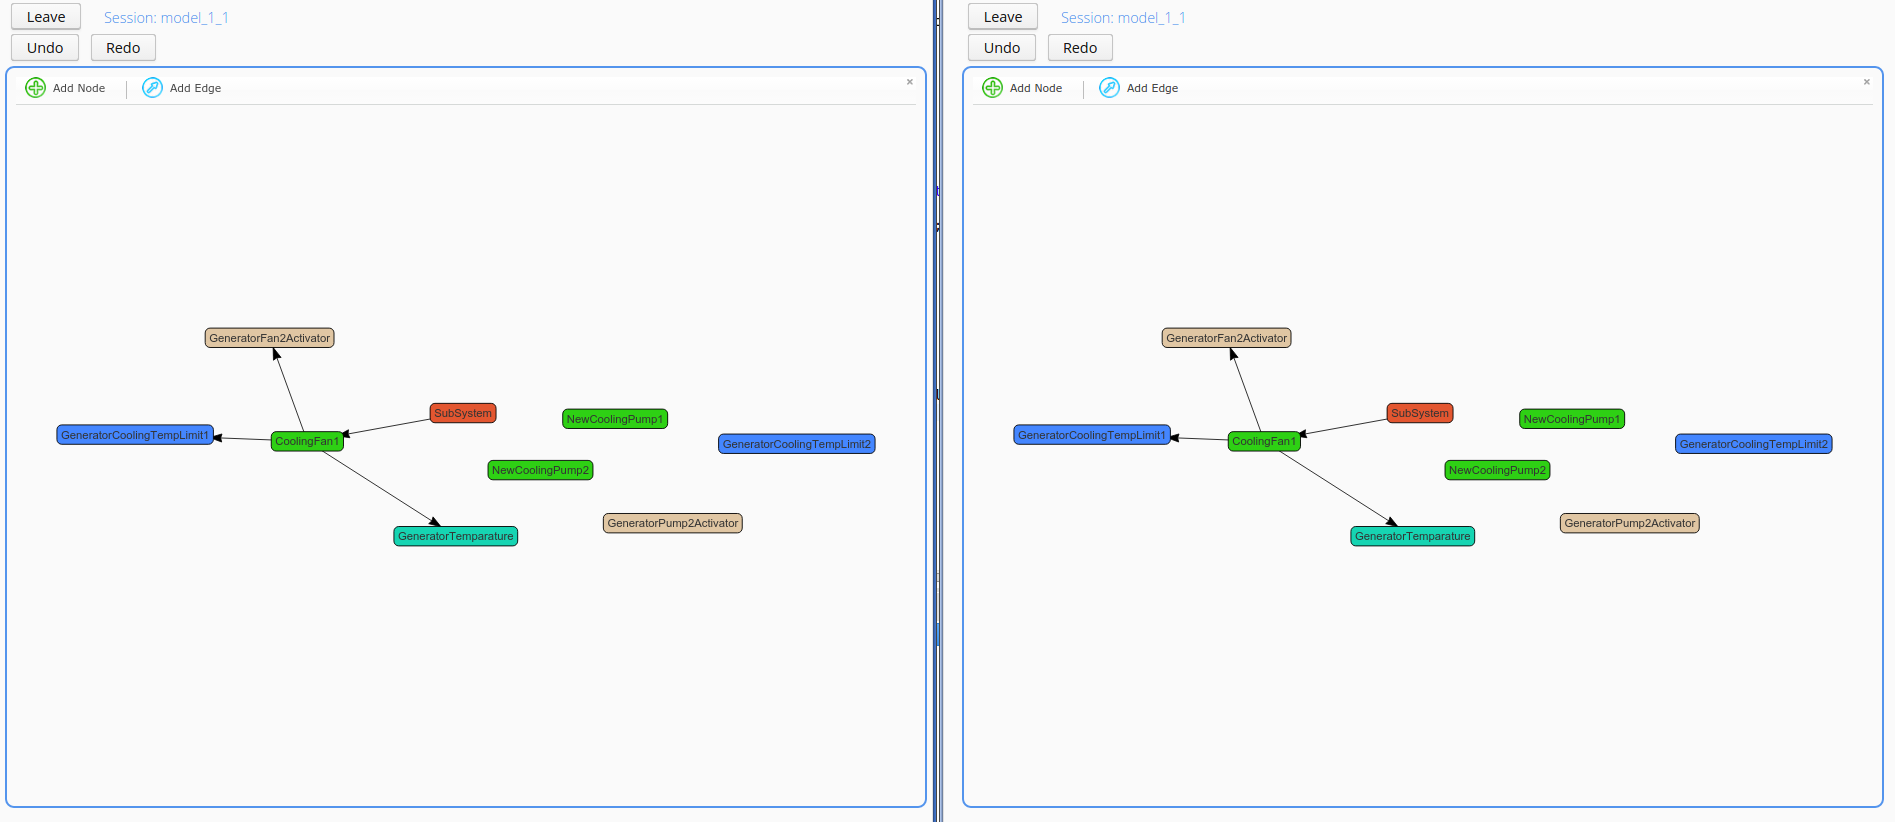 Leave Session: model_1_1
Undo Redo
Add Node Add Edge ×
GeneratorFan2Activator
SubSystem
NewCoolingPump1
GeneratorCoolingTempLimit1
CoolingFan1
GeneratorCoolingTempLimit2
NewCoolingPump2
GeneratorPump2Activator
GeneratorTemparature
Leave Session: model_1_1
Undo Redo
Add Node Add Edge ×
GeneratorFan2Activator
SubSystem
NewCoolingPump1
GeneratorCoolingTempLimit1
CoolingFan1
GeneratorCoolingTempLimit2
NewCoolingPump2
GeneratorPump2Activator
GeneratorTemparature